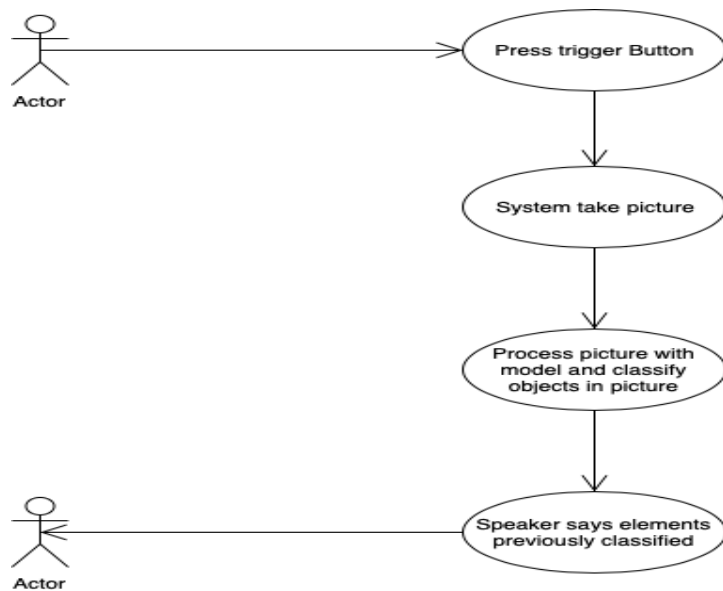 Press trigger Button
Actor
System take picture
Process picture with
model and classify
objects in picture
Speaker says elements
previously classified
Actor